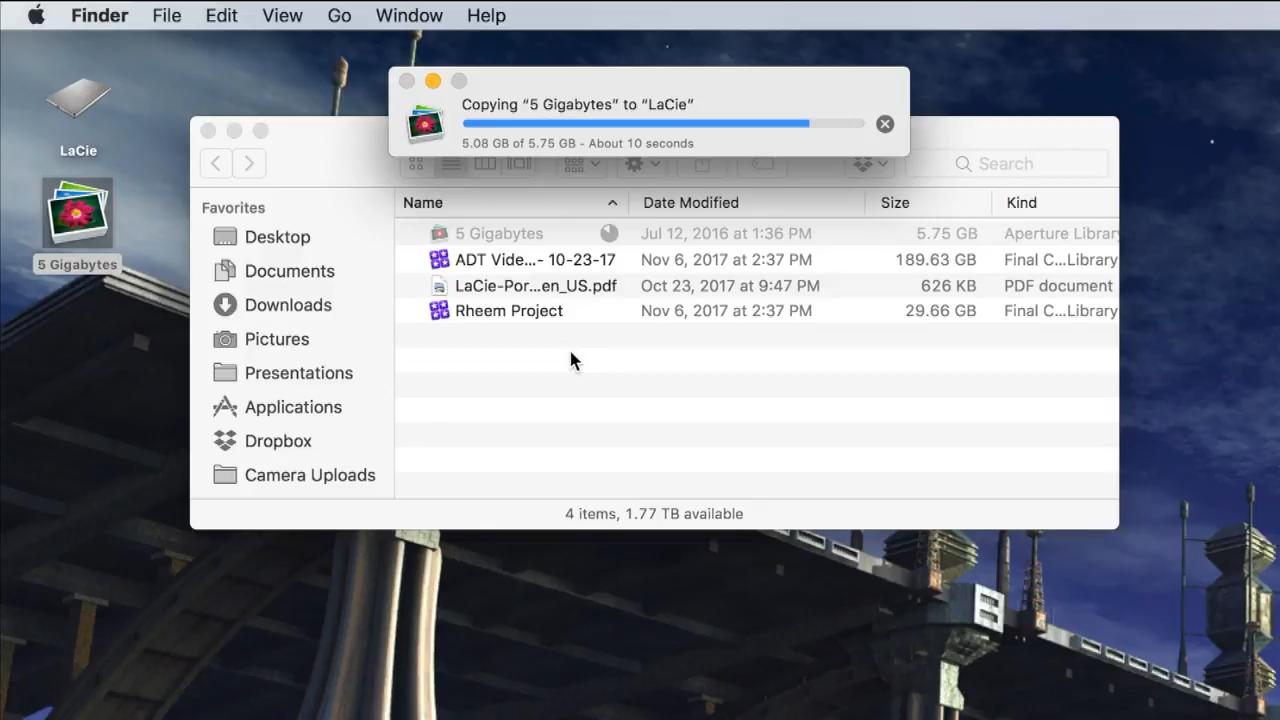 Finder File Edit View Go Window Help
Copying “5 Gigabytes” to “LaCie”
5.08 GB of 5.75 GB - About 10 seconds
LaCie
5 Gigabytes
Search
Name Date Modified Size Kind
5 Gigabytes Jul 12, 2016 at 1:36 PM 5.75 GB Aperture Library
ADT Vide...- 10-23-17 Nov 6, 2017 at 2:37 PM 189.63 GB Final C...Library
LaCie-Por...en_US.pdf Oct 23, 2017 at 9:47 PM 626 KB PDF document
Rheem Project Nov 6, 2017 at 2:37 PM 29.66 GB Final C...Library
Favorites
Desktop
Documents
Downloads
Pictures
Presentations
Applications
Dropbox
Camera Uploads
4 items, 1.77 TB available